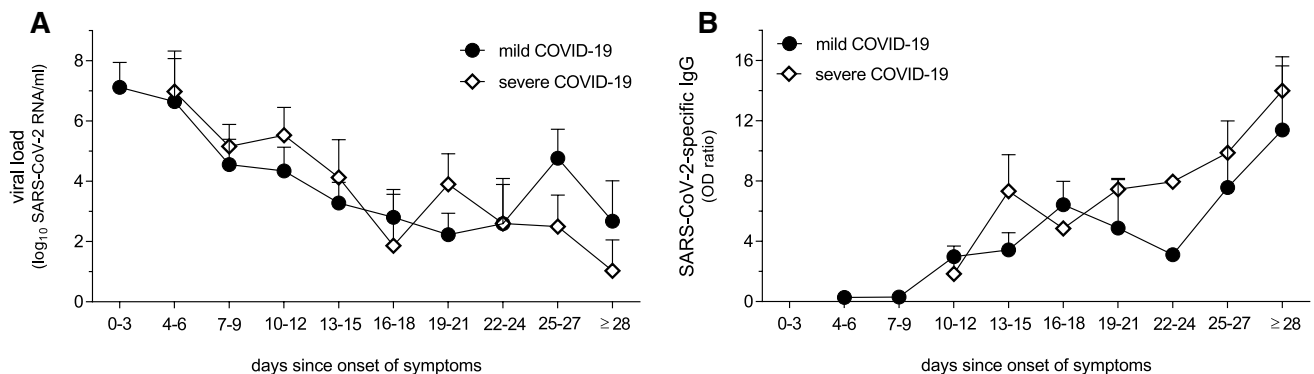 A
mild COVID-19
severe COVID-19
viral load
(log₁₀ SARS-CoV-2 RNA/ml)
8
6
4
2
0
0-3 4-6 7-9 10-12 13-15 16-18 19-21 22-24 25-27 ≥ 28
days since onset of symptoms
B
mild COVID-19
severe COVID-19
SARS-CoV-2-specific IgG
(OD ratio)
16
12
8
4
0
0-3 4-6 7-9 10-12 13-15 16-18 19-21 22-24 25-27 ≥ 28
days since onset of symptoms